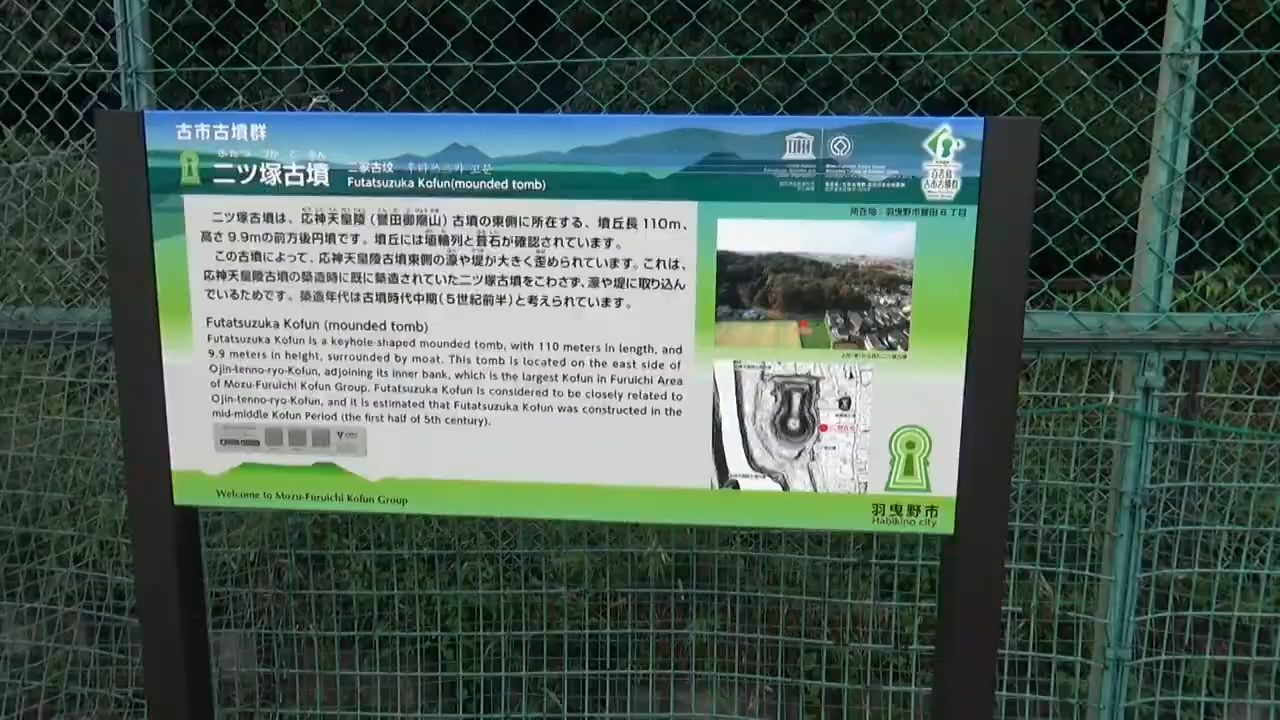 古市古墳群
ふたつ づか こ ふん
二ツ塚古墳
Futatsuzuka Kofun(mounded tomb)
所在地：羽曳野市誉田6丁目
二ツ塚古墳は、応神天皇陵（誉田御廟山）古墳の東側に所在する、墳丘長110m、
高さ9.9mの前方後円墳です。墳丘には埴輪列と葺石が確認されています。
この古墳によって、応神天皇陵古墳東側の濠や堤が大きく歪められています。これは、
応神天皇陵古墳の築造時に既に築造されていた二ツ塚古墳をこわさず、濠や堤に取り込ん
でいるためです。築造年代は古墳時代中期（5世紀前半）と考えられています。
Futatsuzuka Kofun (mounded tomb)
Futatsuzuka Kofun is a keyhole-shaped mounded tomb, with 110 meters in length, and
9.9 meters in height, surrounded by moat. This tomb is located on the east side of
Ojin-tenno-ryo-Kofun, adjoining its inner bank, which is the largest Kofun in Furuichi Area
of Mozu-Furuichi Kofun Group. Futatsuzuka Kofun is considered to be closely related to
Ojin-tenno-ryo-Kofun, and it is estimated that Futatsuzuka Kofun was constructed in the
mid-middle Kofun Period (the first half of 5th century).
Welcome to Mozu-Furuichi Kofun Group
羽曳野市
Habikino city